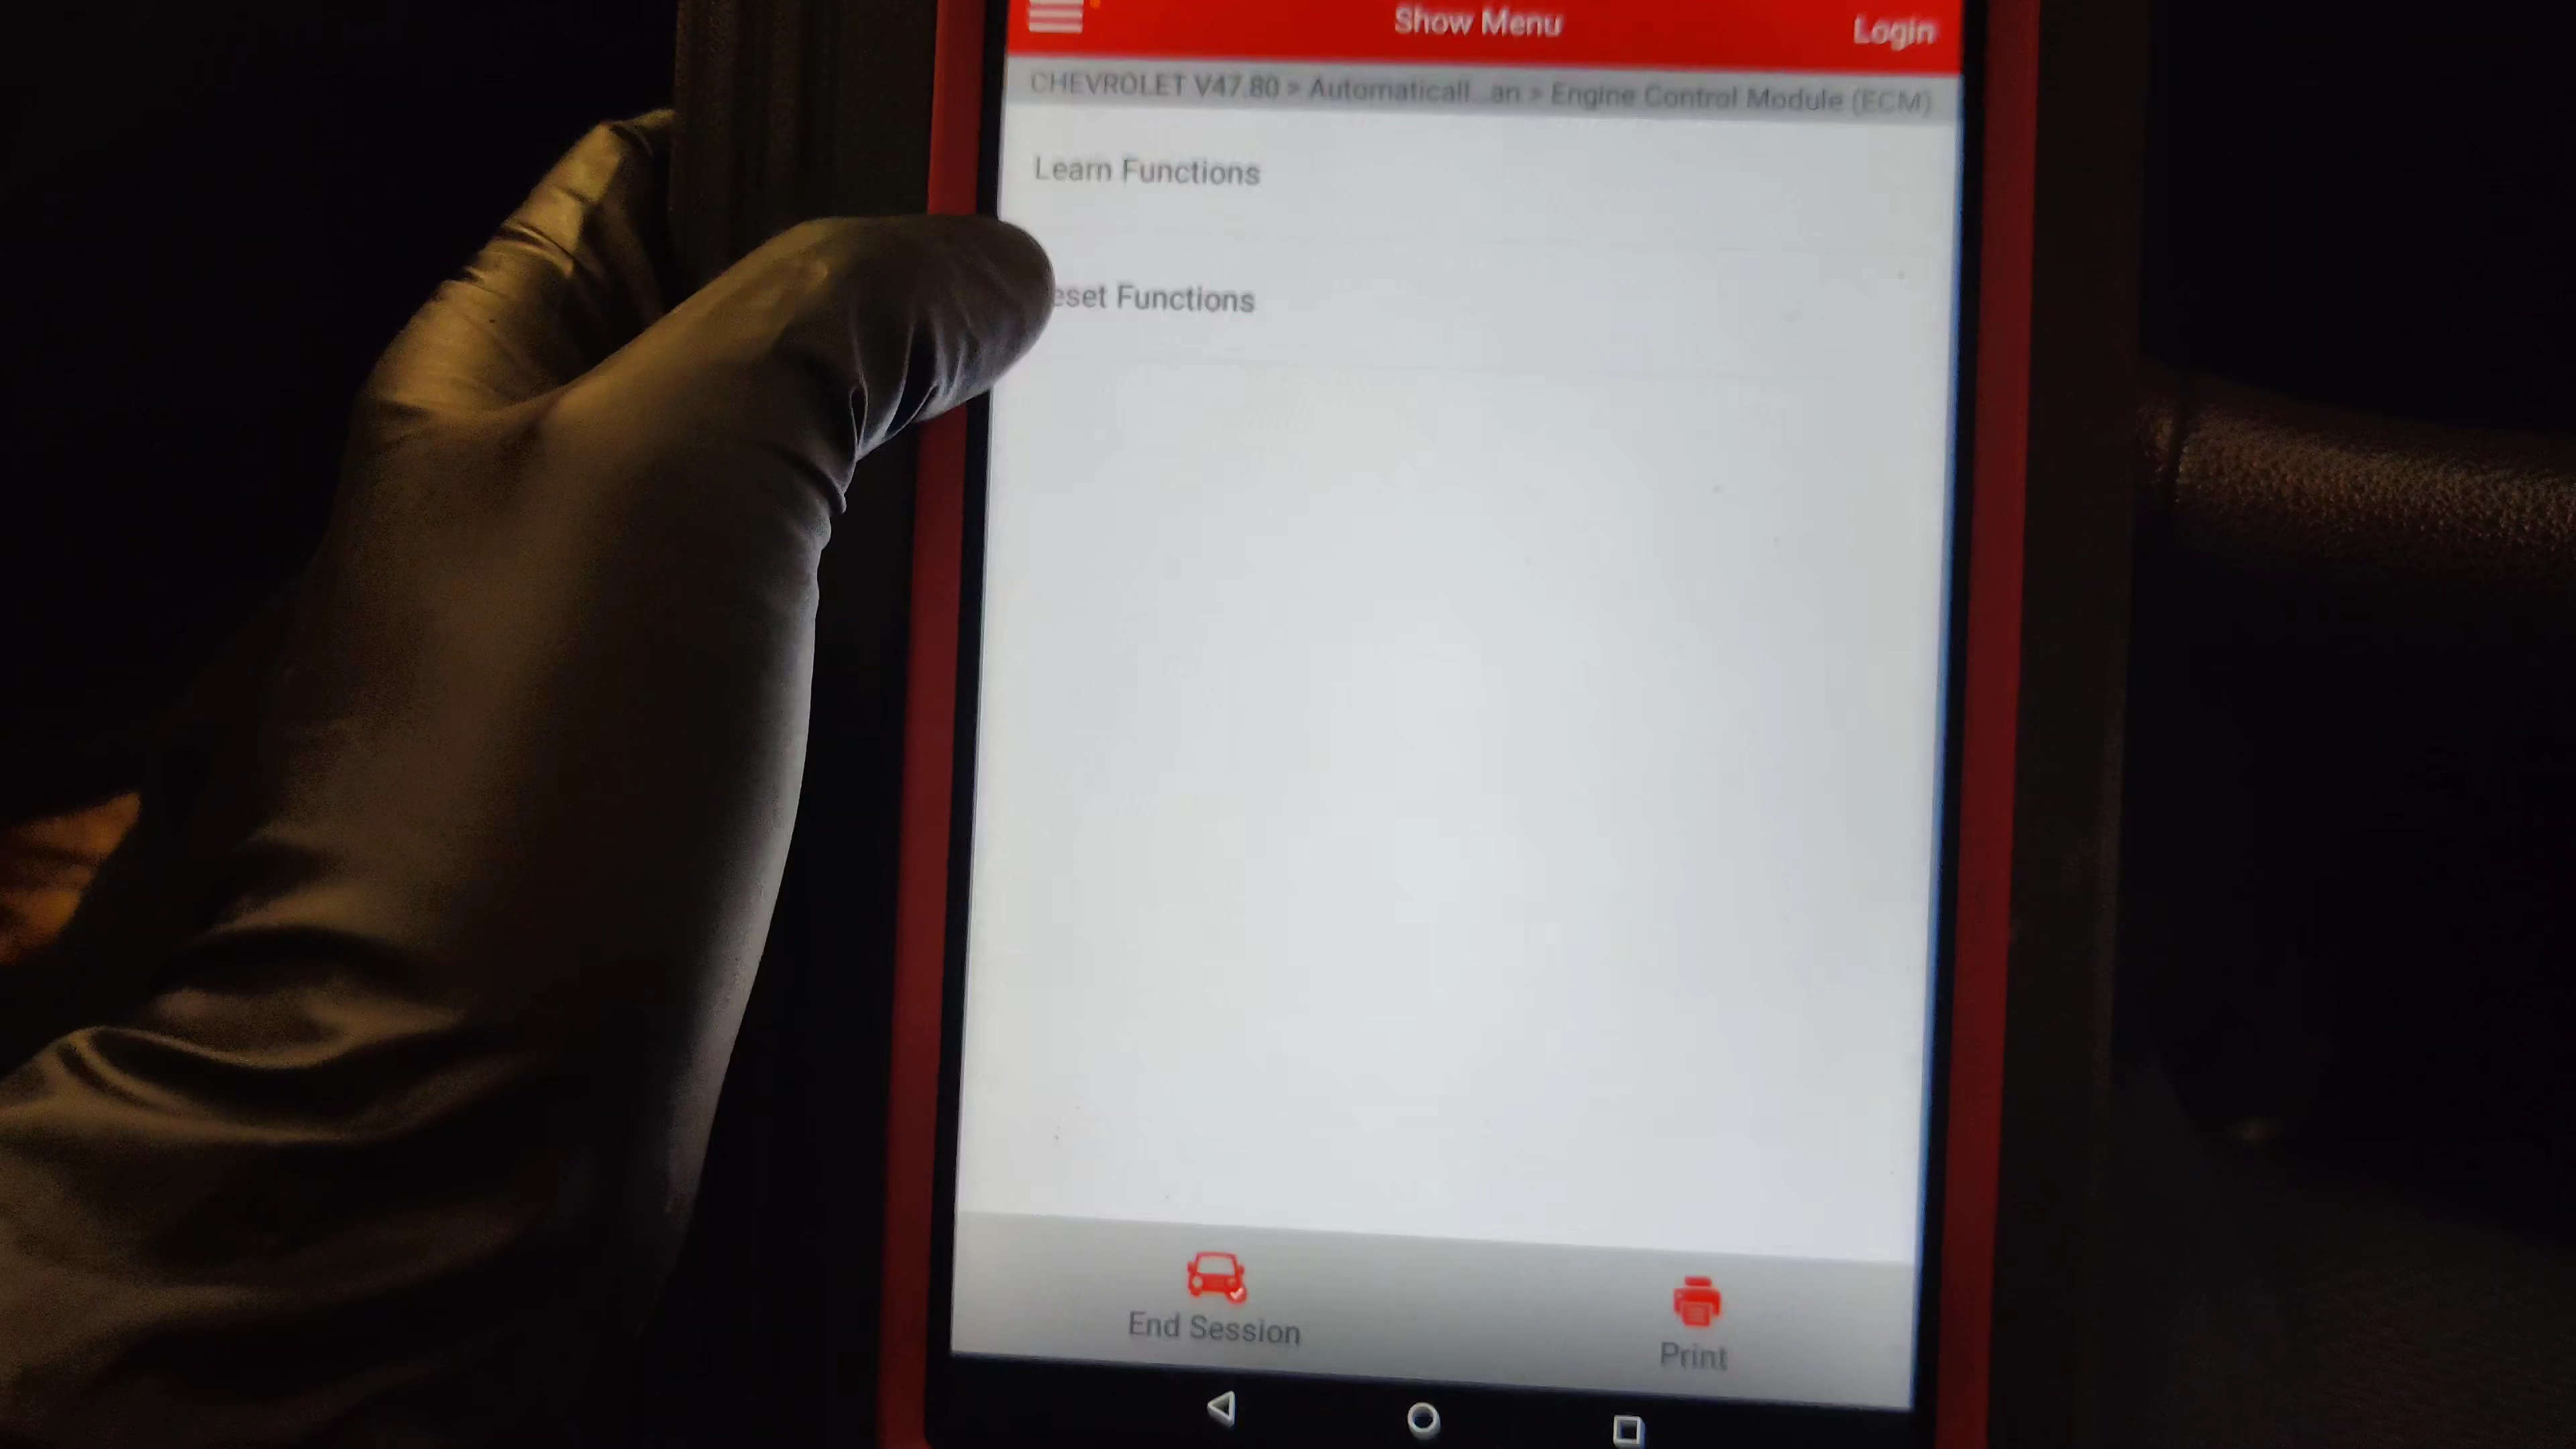 Show Menu
Login
CHEVROLET V47.80 > Automaticall...an > Engine Control Module (ECM)
Learn Functions
eset Functions
End Session
Print